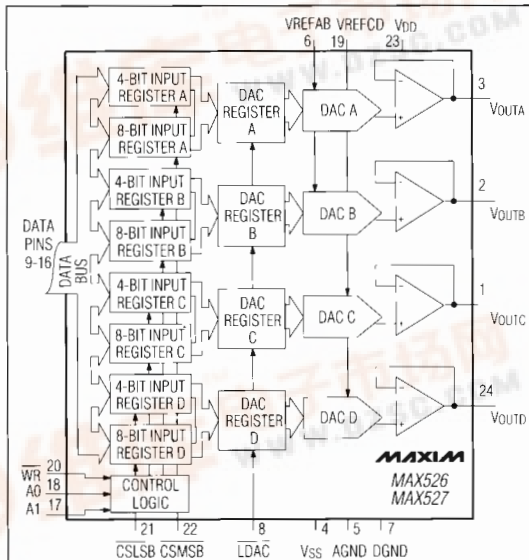 VREFAB VREFCD VDD
6 19 23
4-BIT INPUT
REGISTER A
8-BIT INPUT
REGISTER A
DAC
REGISTER
A
DAC A
-
+
3
VOUTA
4-BIT INPUT
REGISTER B
8-BIT INPUT
REGISTER B
DAC
REGISTER
B
DAC B
-
+
2
VOUTB
DATA
PINS
9-16
DATA
BUS
4-BIT INPUT
REGISTER C
8-BIT INPUT
REGISTER C
DAC
REGISTER
C
DAC C
-
+
1
VOUTC
4-BIT INPUT
REGISTER D
8-BIT INPUT
REGISTER D
DAC
REGISTER
D
DAC D
-
+
24
VOUTD
MAXIM
MAX526
MAX527
WR 20
A0 18
A1 17
CONTROL
LOGIC
21 22 8 4 5 7
CSLSB CSMSB LDAC VSS AGND DGND